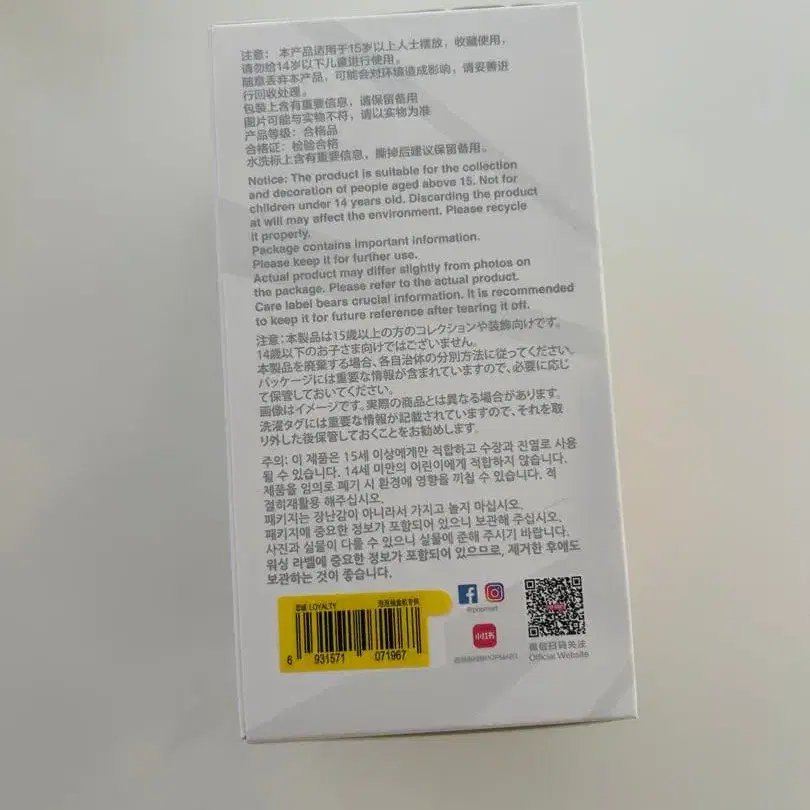 注意： 本产品适用于15岁以上人士摆放，收藏使用，
请勿给14岁以下儿童进行使用。
随意丢弃本产品，可能会对环境造成影响，请妥善进
行回收处理。
包装上含有重要信息，请保留备用
图片可能与实物不符，请以实物为准
产品等级：合格品
合格证：检验合格
水洗标上含有重要信息，撕掉后建议保留备用。
Notice: The product is suitable for the collection
and decoration of people aged above 15. Not for
children under 14 years old. Discarding the product
at will may affect the environment. Please recycle
it properly.
Package contains important information.
Please keep it for further use.
Actual product may differ slightly from photos on
the package. Please refer to the actual product.
Care label bears crucial information. It is recommended
to keep it for future reference after tearing it off.
注意：本製品は15歳以上の方のコレクションや装飾向けです。
14歳以下のお子さま向けではございません。
本製品を廃棄する場合、各自治体の分別方法に従ってください。
パッケージには重要な情報が含まれていますので、必要に応じ
て保管しておいてください。
画像はイメージです。実際の商品とは異なる場合があります。
洗濯タグには重要な情報が記載されていますので、それを取
り外した後保管しておくことをお勧めします。
주의: 이 제품은 15세 이상에게만 적합하고 수장과 진열로 사용
될 수 있습니다. 14세 미만의 어린이에게 적합하지 않습니다.
제품을 임의로 폐기 시 환경에 영향을 끼칠 수 있습니다. 적
절히재활용 해주십시오.
패키지는 장난감이 아니라서 가지고 놀지 마십시오.
패키지에 중요한 정보가 포함되어 있으니 보관해 주십시오.
사진과 실물이 다를 수 있으니 실물에 준해 주시기 바랍니다.
워싱 라벨에 중요한 정보가 포함되어 있으므로, 제거한 후에도
보관하는 것이 좋습니다.
忠诚 LOYALTY
6 931571 071967
@popmart
小红书
微信扫码关注
Official Website